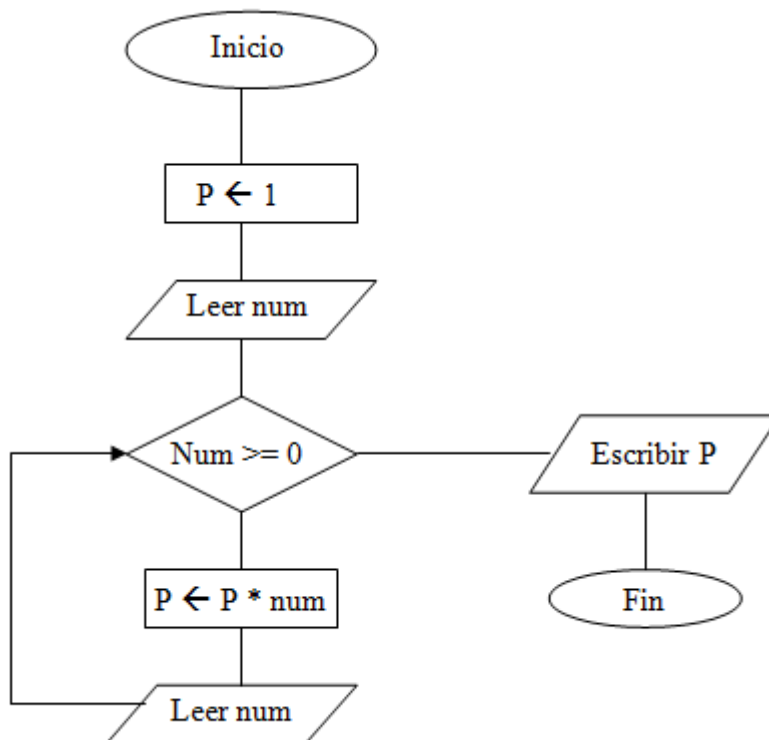 Inicio
P ← 1
Leer num
Num >= 0
Escribir P
P ← P * num
Fin
Leer num